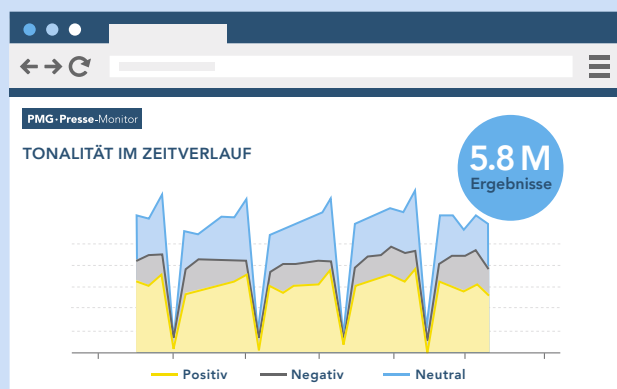 PMG·Presse-Monitor
TONALITÄT IM ZEITVERLAUF
5.8 M
Ergebnisse
Positiv
Negativ
Neutral